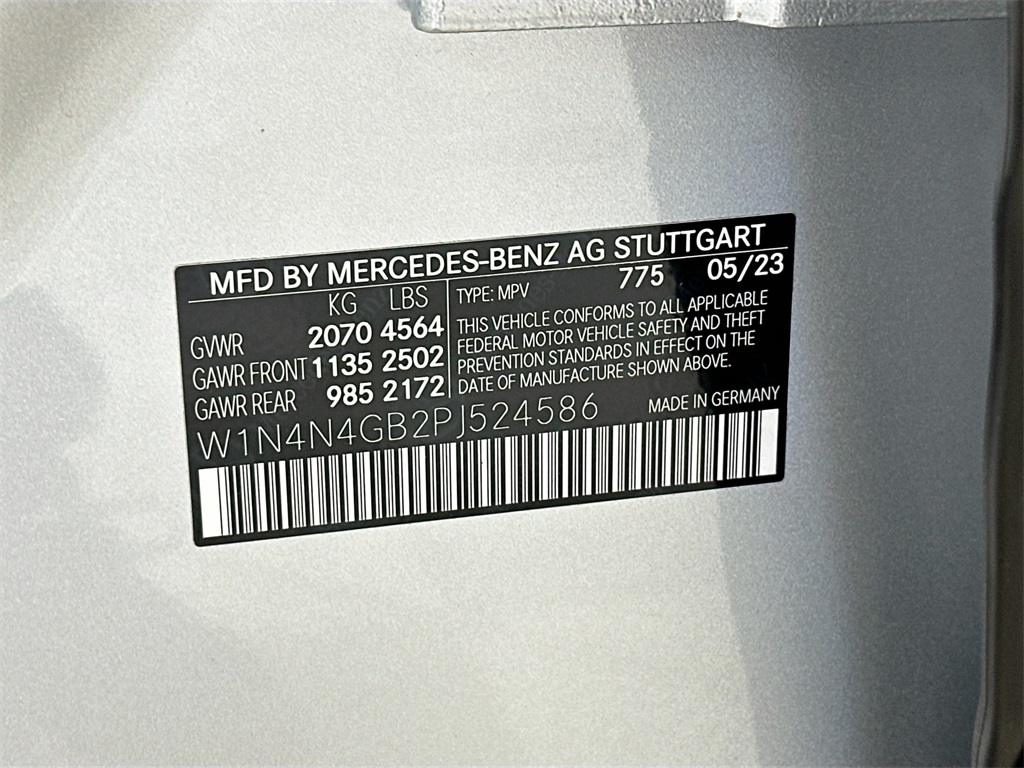 MFD BY MERCEDES-BENZ AG STUTTGART
KG LBS
GVWR 2070 4564
GAWR FRONT 1135 2502
GAWR REAR 985 2172
TYPE: MPV 775 05/23
THIS VEHICLE CONFORMS TO ALL APPLICABLE
FEDERAL MOTOR VEHICLE SAFETY AND THEFT
PREVENTION STANDARDS IN EFFECT ON THE
DATE OF MANUFACTURE SHOWN ABOVE.
W1N4N4GB2PJ524586 MADE IN GERMANY